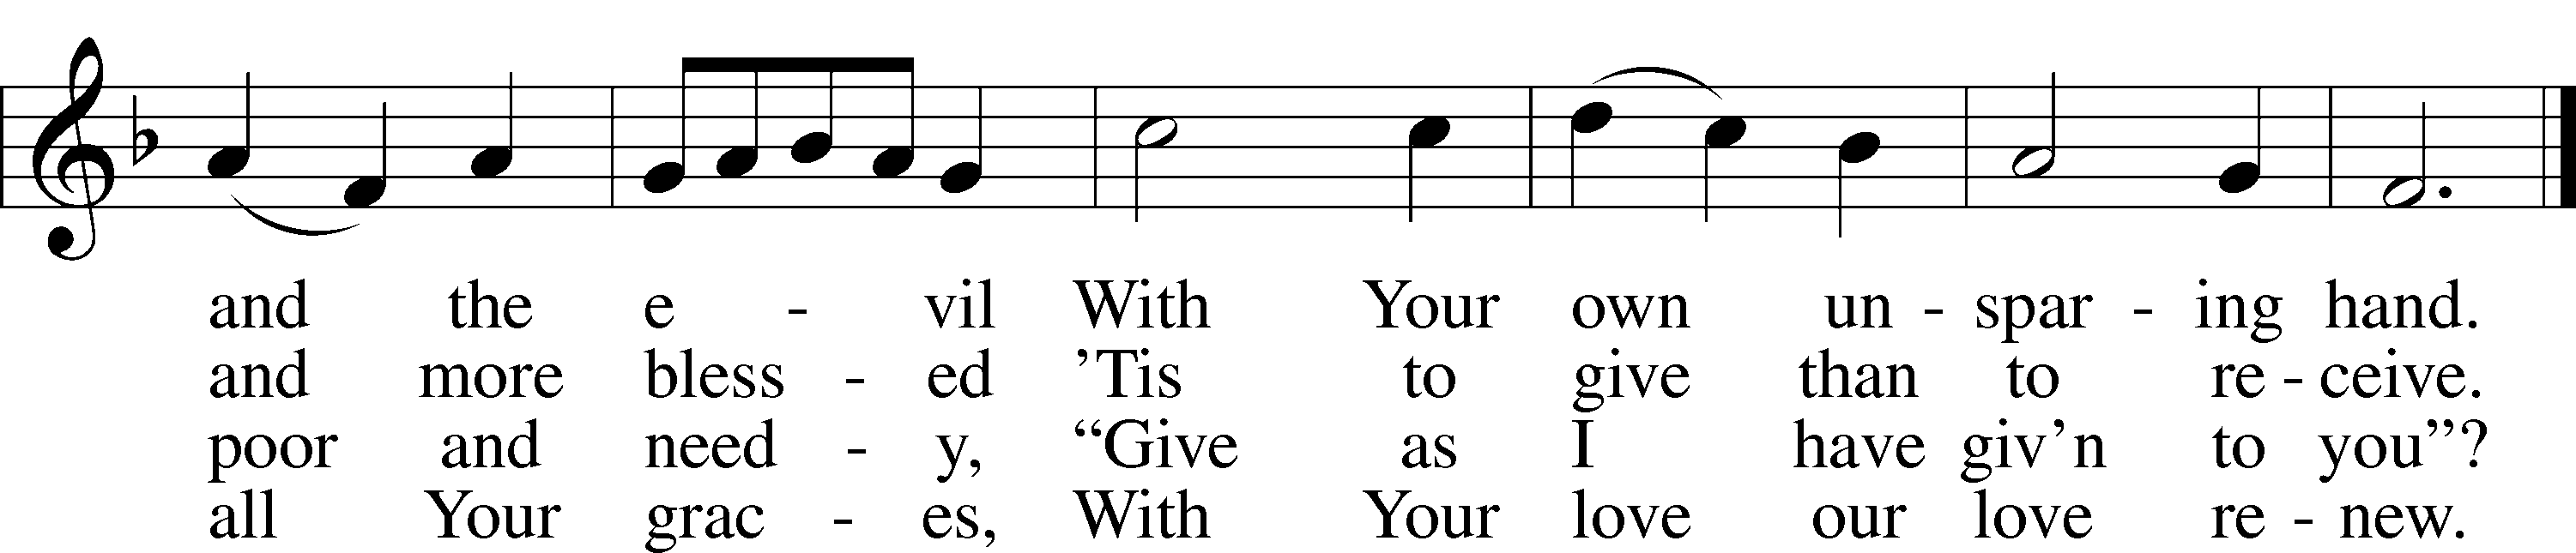 and the e - vil With Your own un - spar - ing hand.
and more bless - ed ’Tis to give than to re - ceive.
poor and need - y, “Give as I have giv’n to you”?
all Your grac - es, With Your love our love re - new.